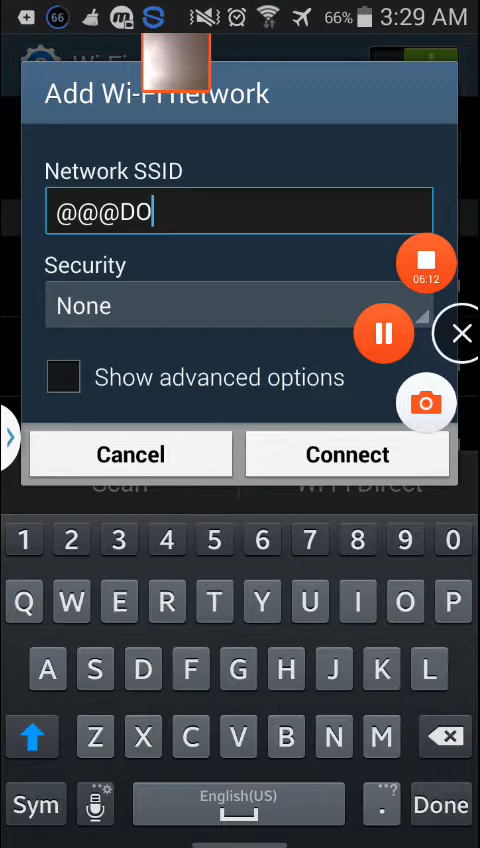 66
66% 3:29 AM
Wi-Fi
Add Wi-Fi network
Network SSID
@@@DO
Security
06:12
None
Show advanced options
Cancel Connect
Scan Wi-Fi Direct
1 2 3 4 5 6 7 8 9 0
Q W E R T Y U I O P
A S D F G H J K L
Z X C V B N M
Sym English(US) . ...? Done